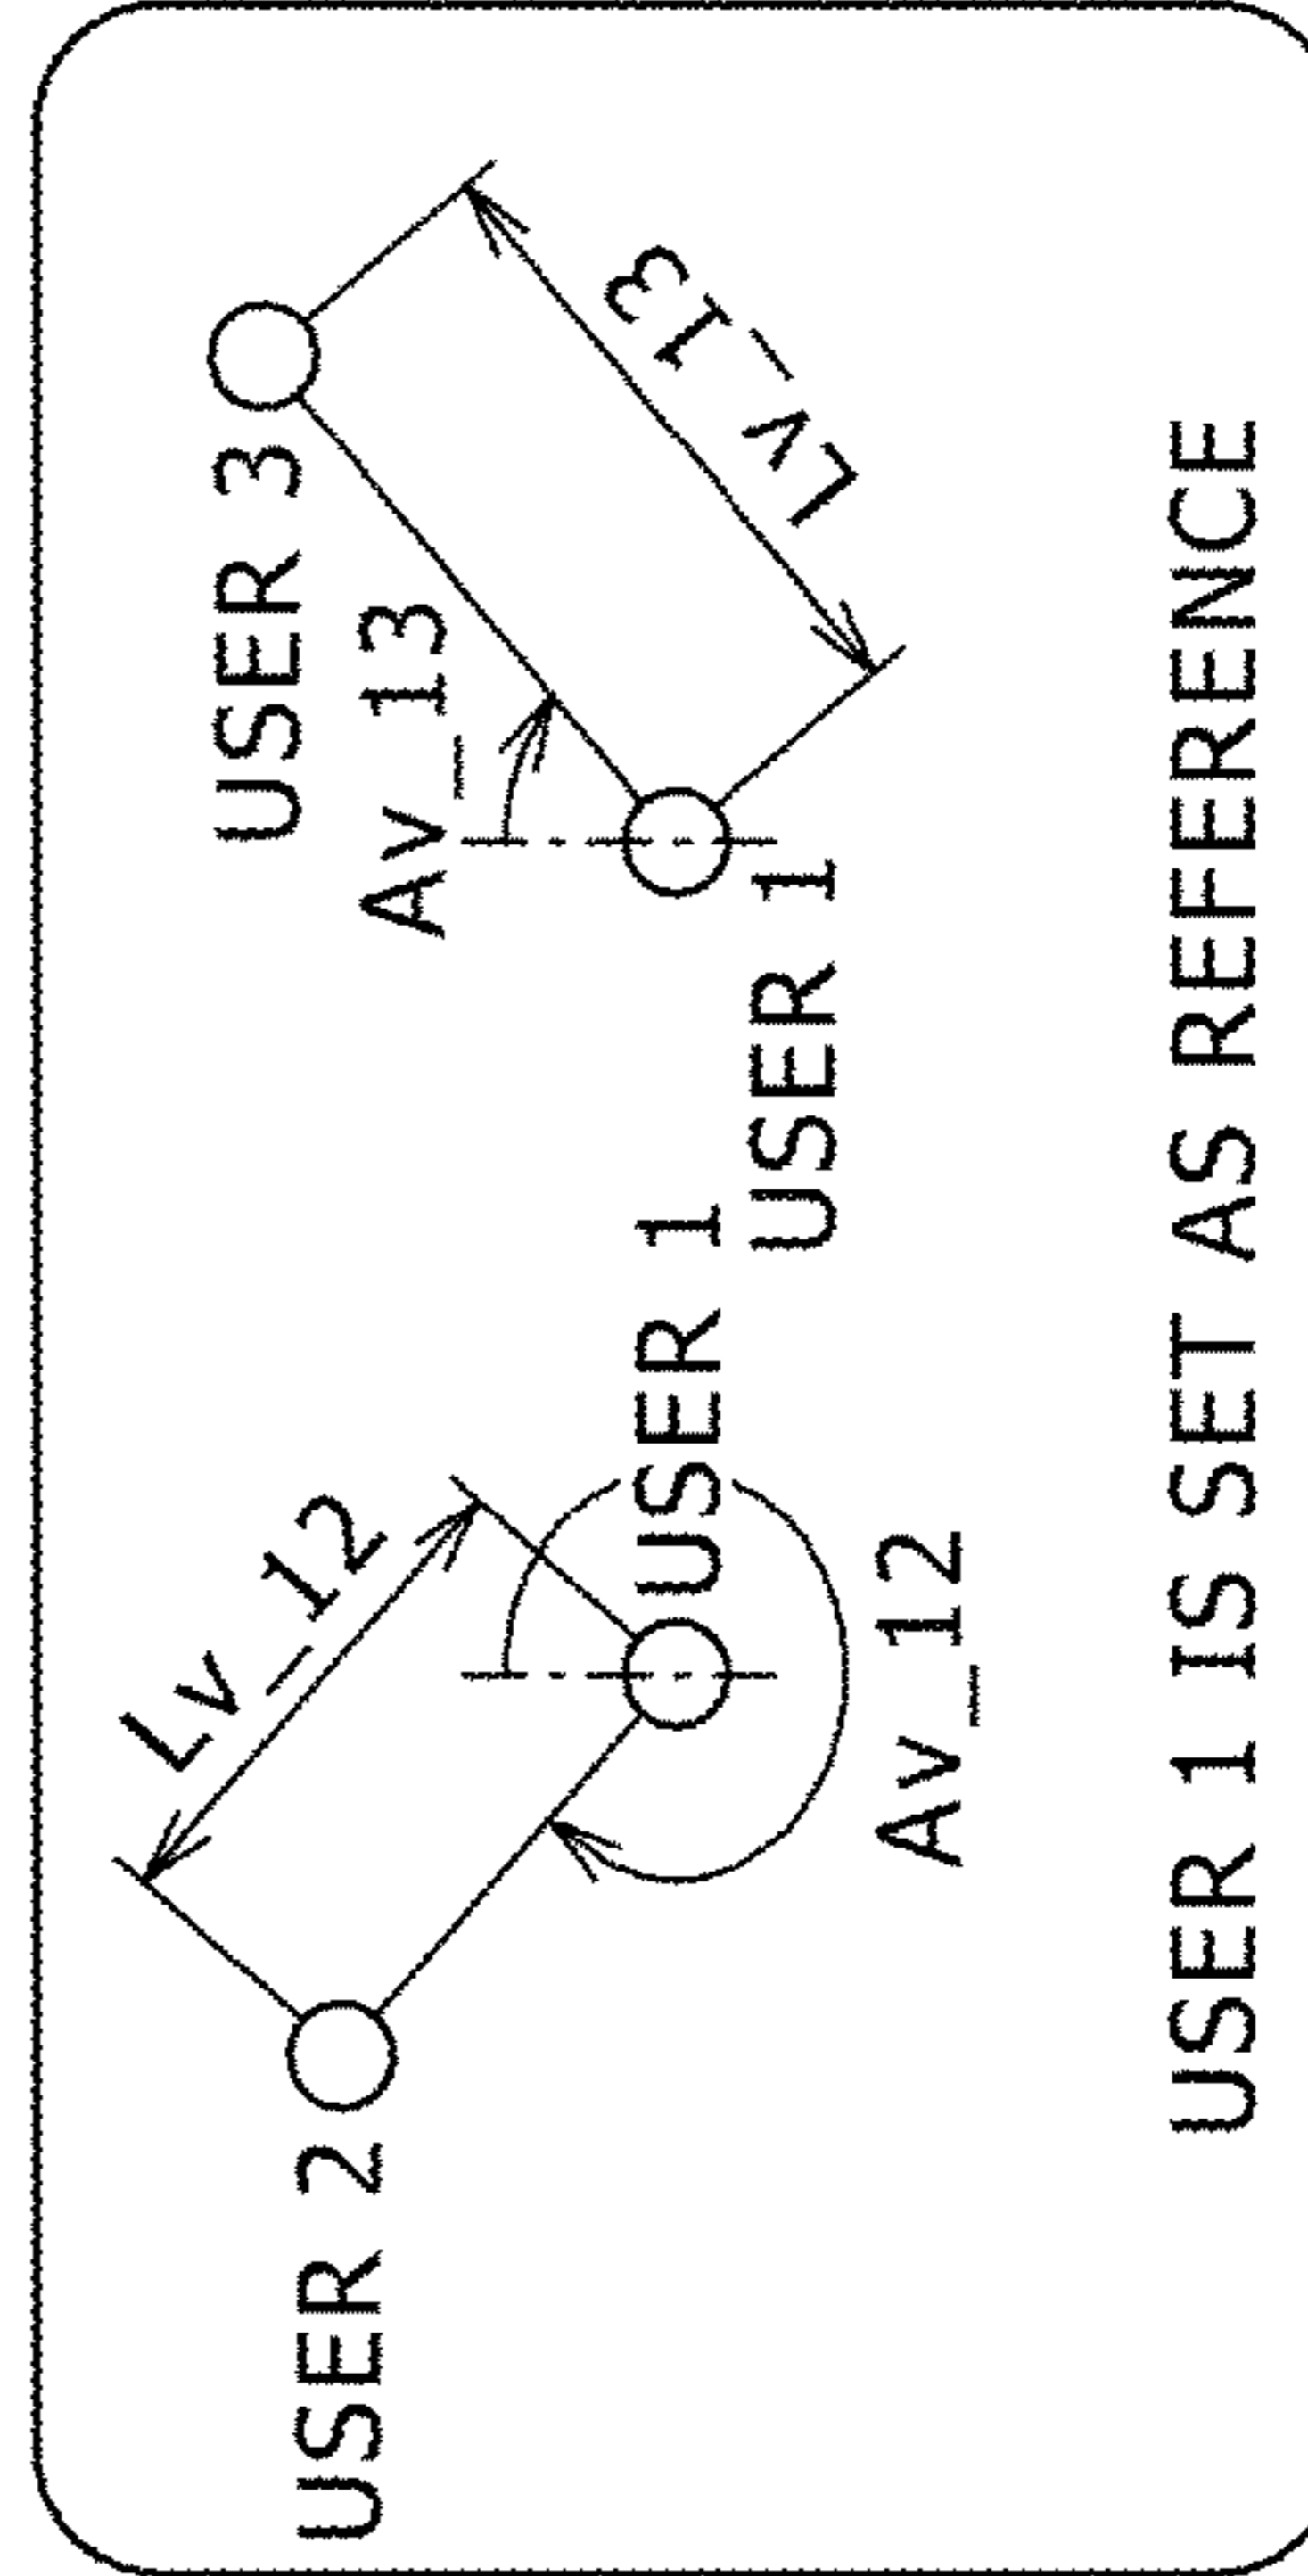 USER 2
Lv_12
USER 1
Av_12
USER 3
Av_13
USER 1
Lv_13
USER 1 IS SET AS REFERENCE